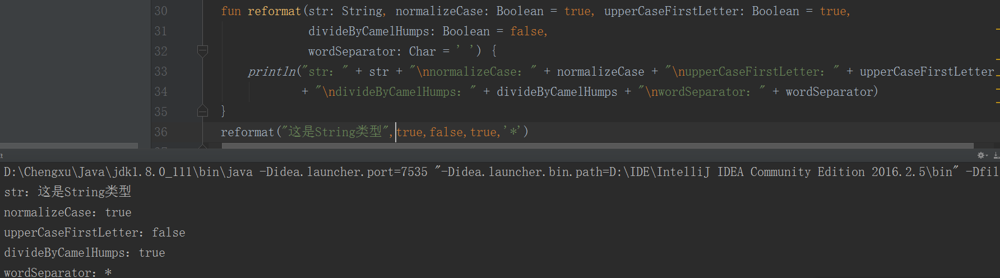 30 fun reformat(str: String, normalizeCase: Boolean = true, upperCaseFirstLetter: Boolean = true,
31 divideByCamelHumps: Boolean = false,
32 wordSeparator: Char = ' ') {
33 println("str: " + str + "\nnormalizeCase: " + normalizeCase + "\nupperCaseFirstLetter: " + upperCaseFirstLetter
34 + "\ndivideByCamelHumps: " + divideByCamelHumps + "\nwordSeparator: " + wordSeparator)
35 }
36 reformat("这是String类型",true,false,true,'*')
D:\Chengxu\Java\jdk1.8.0_111\bin\java -Didea.launcher.port=7535 "-Didea.launcher.bin.path=D:\IDE\IntelliJ IDEA Community Edition 2016.2.5\bin" -Dfil
str: 这是String类型
normalizeCase: true
upperCaseFirstLetter: false
divideByCamelHumps: true
wordSeparator: *